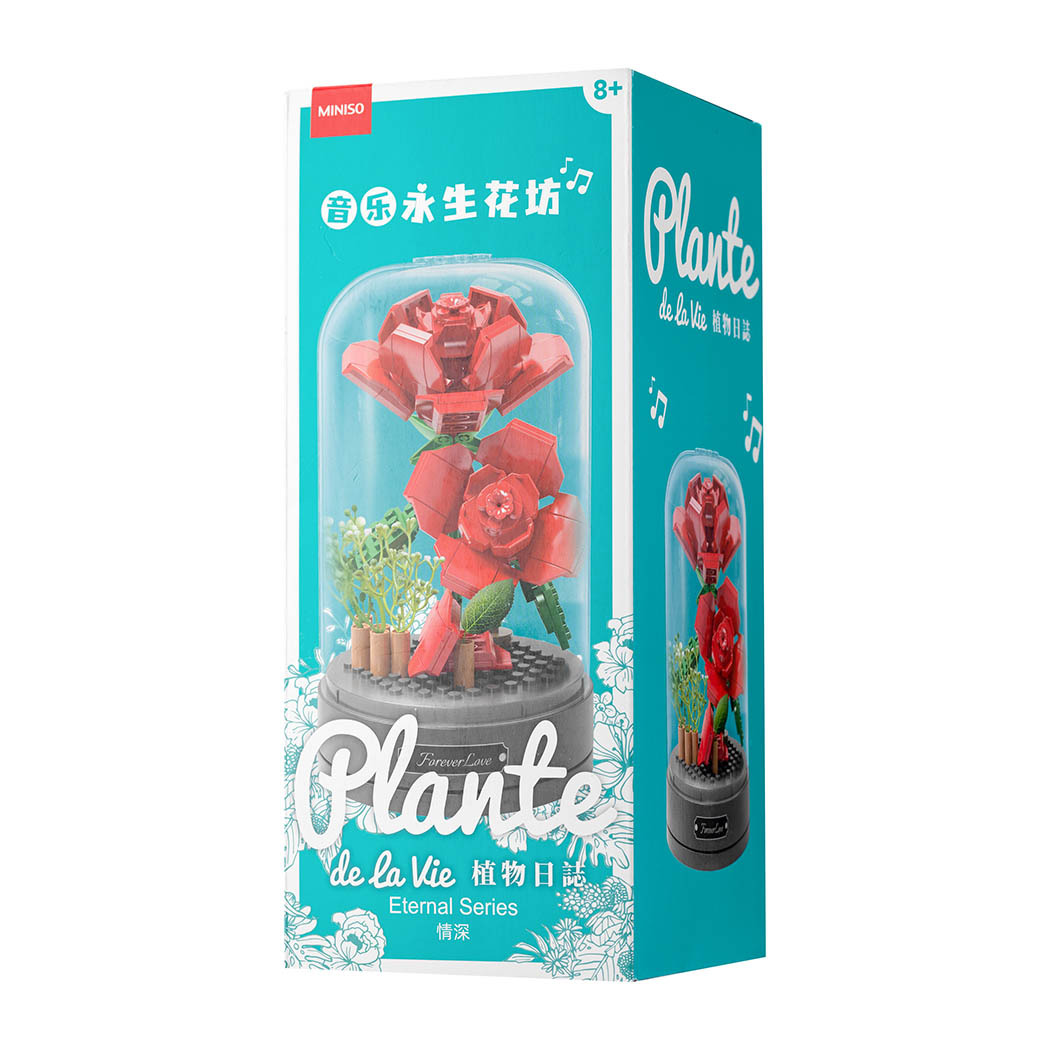 MINISO
8+
音乐永生花坊
ForeverLove
Plante
de la Vie 植物日誌
Eternal Series
情深
Plante
de la Vie 植物日誌
ForeverLove